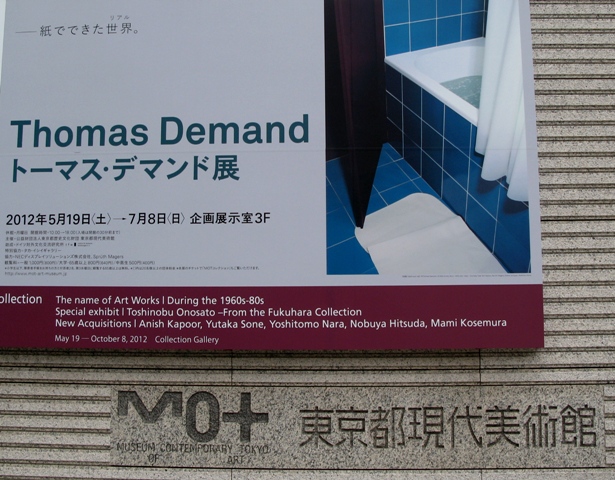 リアル
――紙でできた世界。
Thomas Demand
トーマス・デマンド展
2012年5月19日〈土〉→7月8日〈日〉 企画展示室3F
ollection
The name of Art Works | During the 1960s-80s
Special exhibit | Toshinobu Onosato –From the Fukuhara Collection
New Acquisitions | Anish Kapoor, Yutaka Sone, Yoshitomo Nara, Nobuya Hitsuda, Mami Kosemura
May 19 — October 8, 2012 Collection Gallery
MOT
東京都現代美術館
MUSEUM CONTEMPORARY TOKYO
OF ART